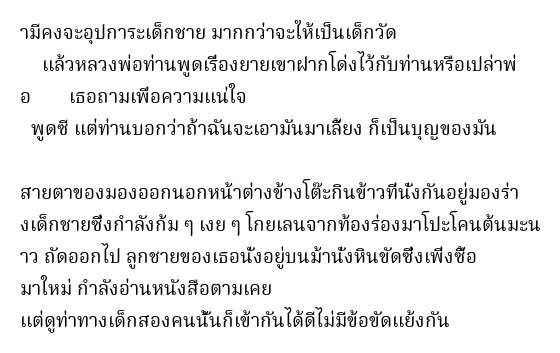 ามีคงจะอุปการะเด็กชาย มากกว่าจะให้เป็นเด็กวัด
แล้วหลวงพ่อท่านพูดเรื่องยายเขาฝากโด่งไว้กับท่านหรือเปล่าพ่
อ เธอถามเพื่อความแน่ใจ
พูดซี แต่ท่านบอกว่าถ้าฉันจะเอามันมาเลี้ยง ก็เป็นบุญของมัน
สายตาของมองออกนอกหน้าต่างข้างโต๊ะกินข้าวที่นั่งกันอยู่มองร่า
งเด็กชายซึ่งกำลังก้ม ๆ เงย ๆ โกยเลนจากท้องร่องมาโปะโคนต้นมะน
าว ถัดออกไป ลูกชายของเธอนั่งอยู่บนม้านั่งหินขัดซึ่งเพิ่งซื้อ
มาใหม่ กำลังอ่านหนังสือตามเคย
แต่ดูท่าทางเด็กสองคนนั้นก็เข้ากันได้ดีไม่มีข้อขัดแย้งกัน